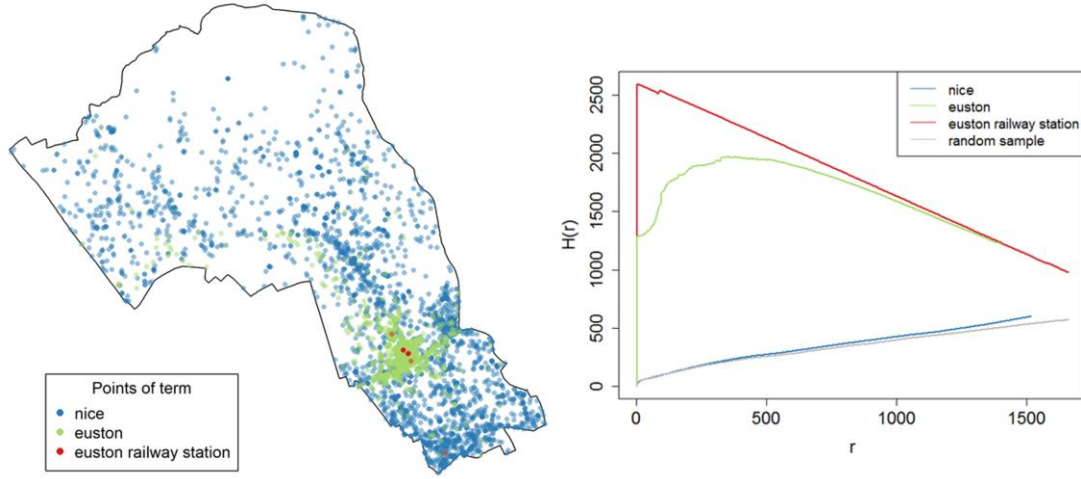 Points of term
nice
euston
euston railway station
2500
2000
1500
1000
500
0
H(r)
0
500
1000
1500
r
nice
euston
euston railway station
random sample